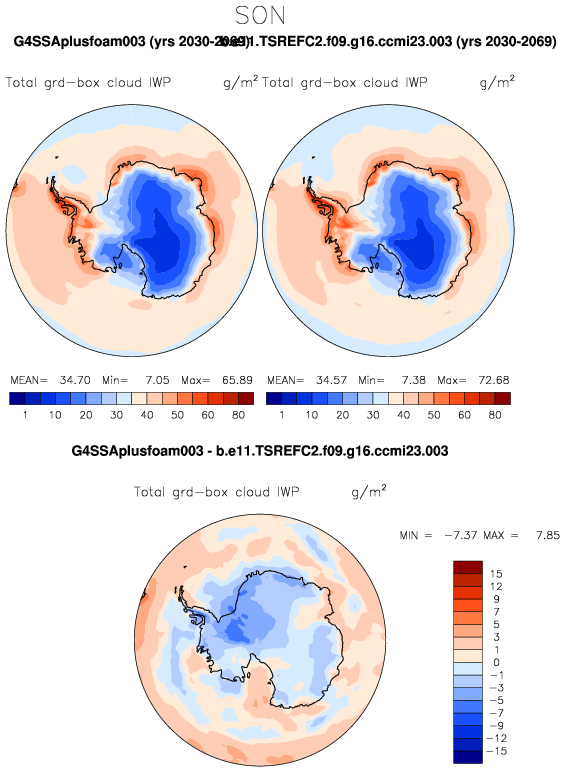 SON
G4SSAplusfoam003 (yrs 2030-2069)
b.e11.TSREFC2.f09.g16.ccmi23.003 (yrs 2030-2069)
Total grd-box cloud IWP g/m²
Total grd-box cloud IWP g/m²
MEAN= 34.70 Min= 7.05 Max= 65.89
MEAN= 34.57 Min= 7.38 Max= 72.68
1 10 20 30 40 50 60 80
1 10 20 30 40 50 60 80
G4SSAplusfoam003 - b.e11.TSREFC2.f09.g16.ccmi23.003
Total grd-box cloud IWP g/m²
MIN = -7.37 MAX = 7.85
15
12
9
7
5
3
1
0
-1
-3
-5
-7
-9
-12
-15